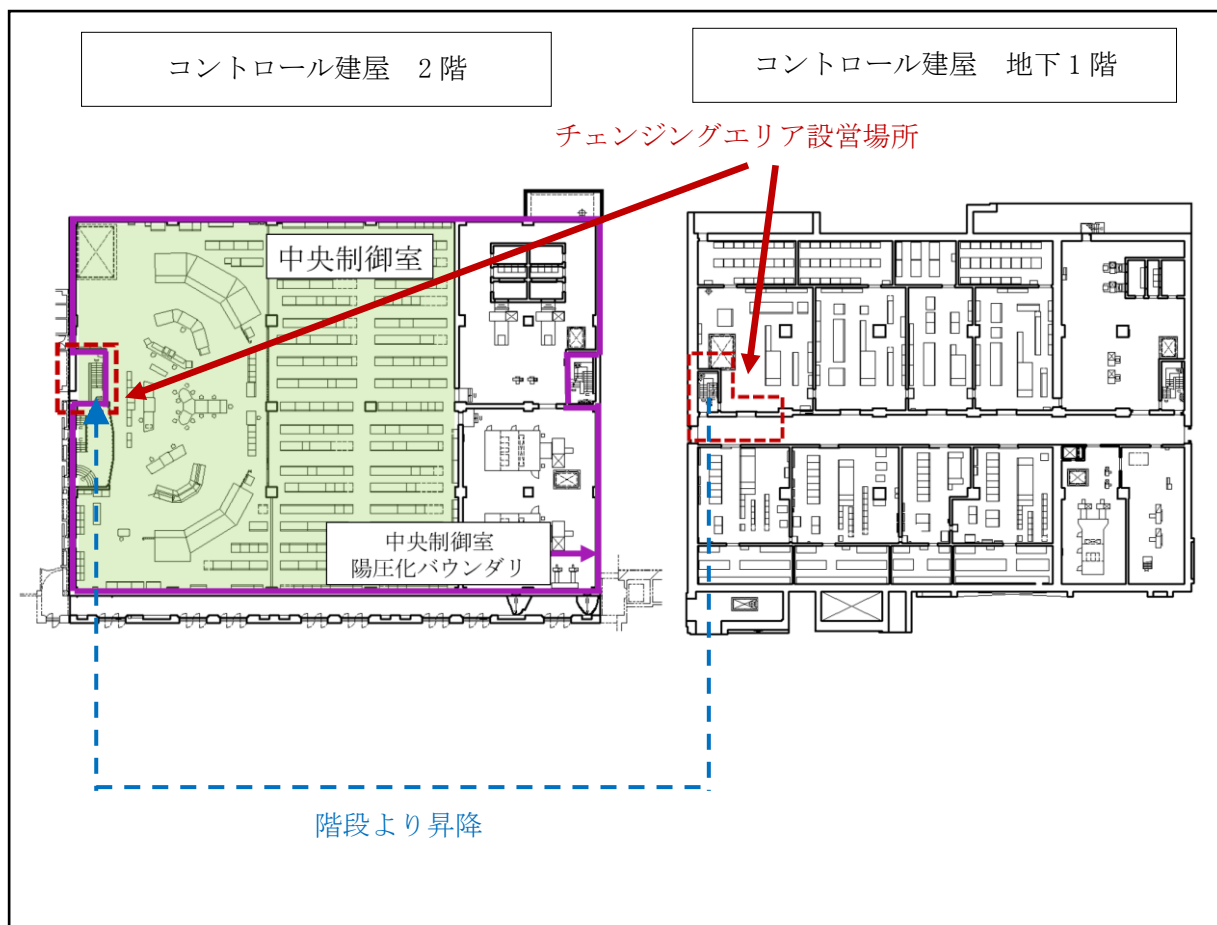 コントロール建屋　2階
コントロール建屋　地下1階
チェンジングエリア設営場所
中央制御室
中央制御室
陽圧化バウンダリ
階段より昇降